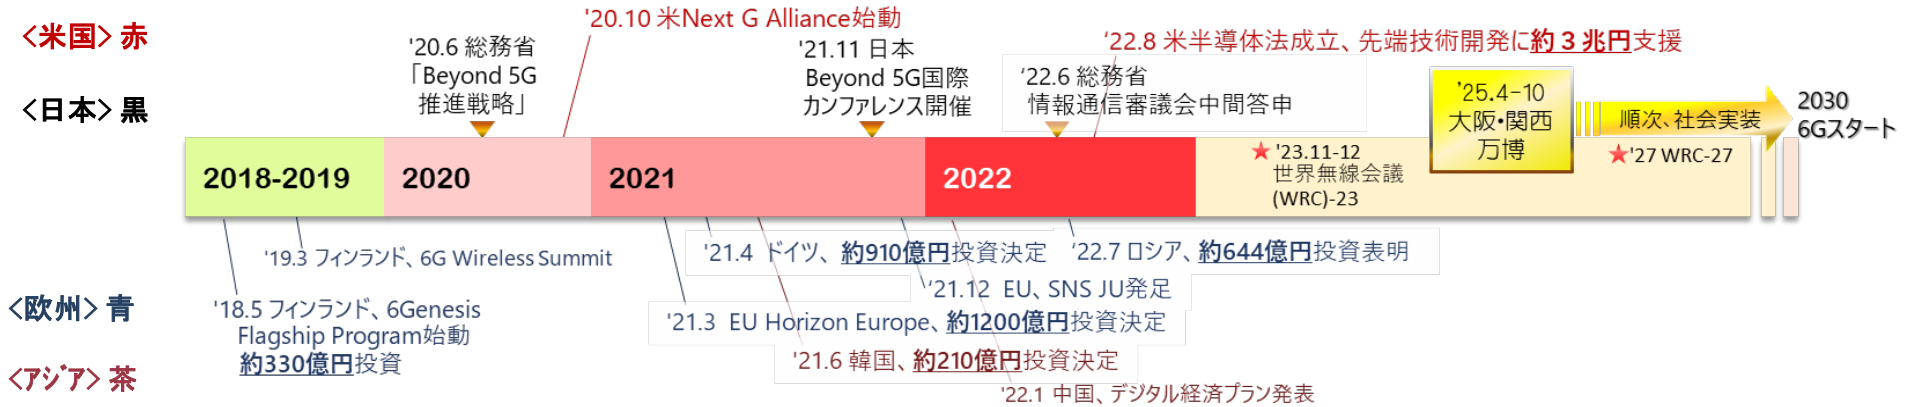 <米国> 赤
<日本> 黒
<欧州> 青
<アジア> 茶
'20.6 総務省
「Beyond 5G
推進戦略」
'20.10 米Next G Alliance始動
'21.11 日本
Beyond 5G国際
カンファレンス開催
‘22.6 総務省
情報通信審議会中間答申
‘22.8 米半導体法成立、先端技術開発に約３兆円支援
’25.4-10
大阪・関西
万博
順次、社会実装
2030
6Gスタート
2018-2019
2020
2021
2022
★ '23.11-12
世界無線会議
(WRC)-23
★'27 WRC-27
'19.3 フィンランド、6G Wireless Summit
'18.5 フィンランド、6Genesis
Flagship Program始動
約330億円投資
'21.4 ドイツ、約910億円投資決定
‘22.7 ロシア、約644億円投資表明
‘21.12 EU、SNS JU発足
'21.3 EU Horizon Europe、約1200億円投資決定
'21.6 韓国、約210億円投資決定
'22.1 中国、デジタル経済プラン発表